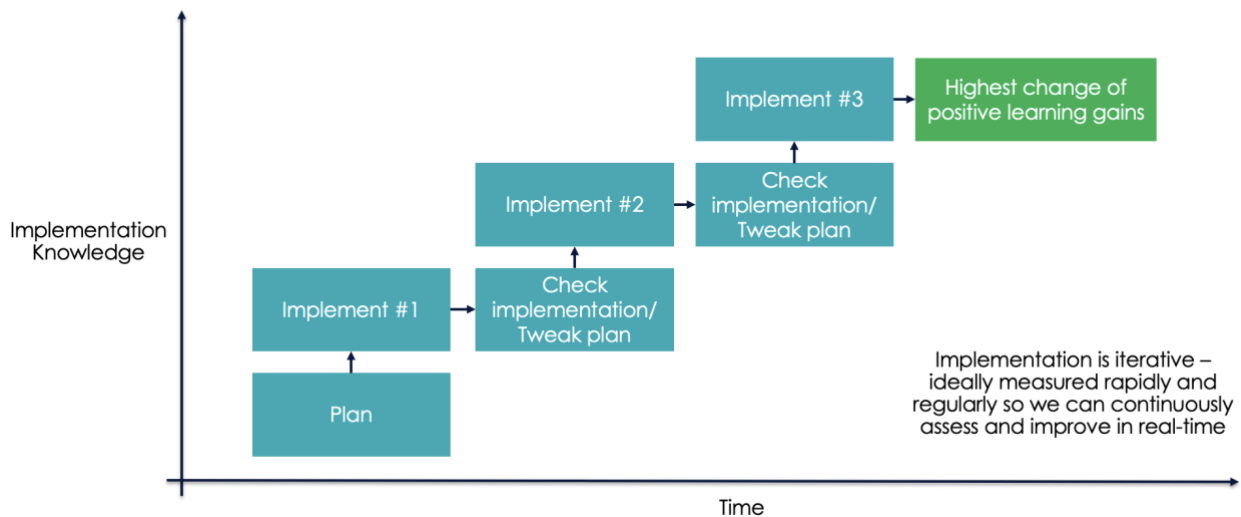 Implementation
Knowledge
Plan
Implement #1
Check
implementation/
Tweak plan
Implement #2
Check
implementation/
Tweak plan
Implement #3
Highest change of
positive learning gains
Implementation is iterative –
ideally measured rapidly and
regularly so we can continuously
assess and improve in real-time
Time